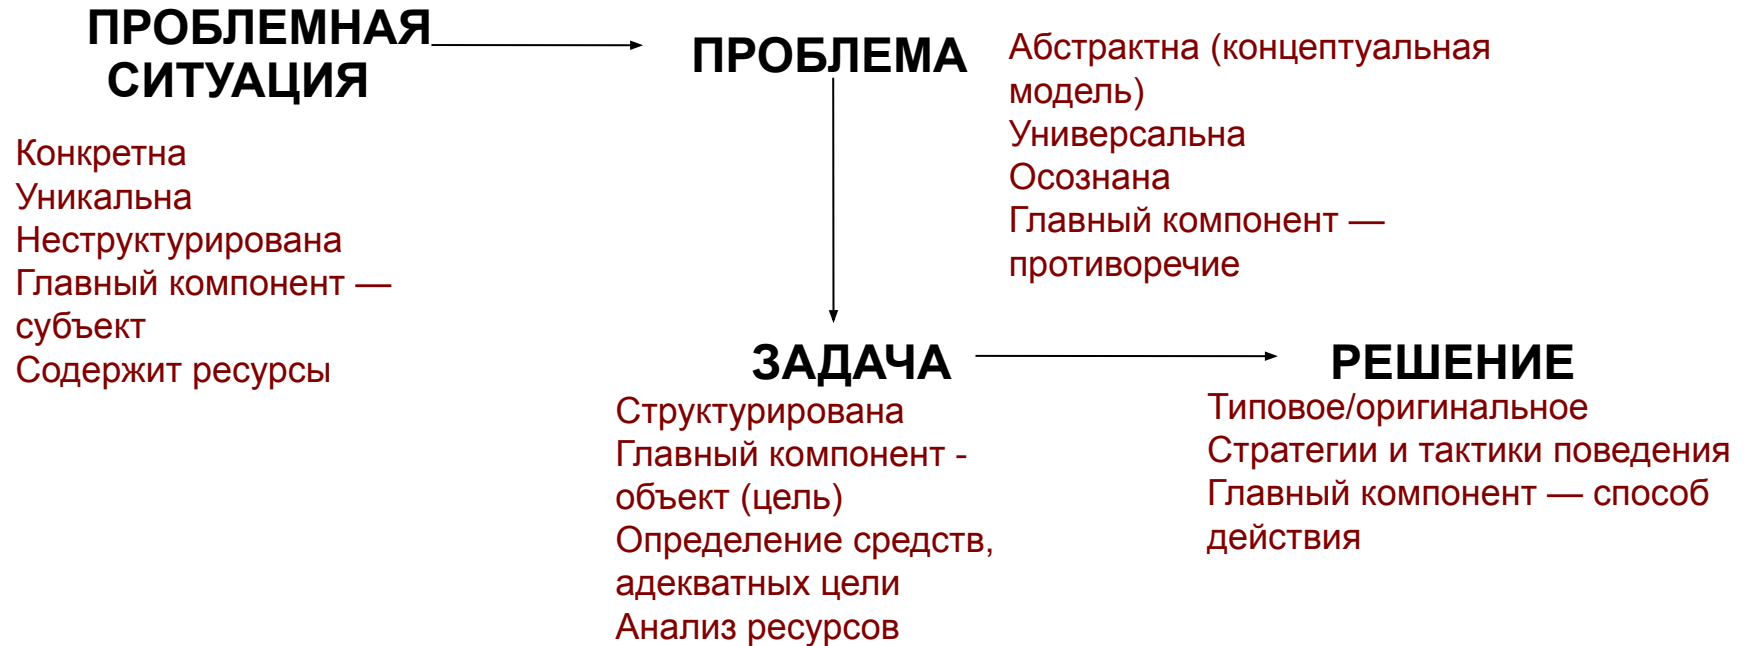 ПРОБЛЕМНАЯ
СИТУАЦИЯ
Конкретна
Уникальна
Неструктурирована
Главный компонент —
субъект
Содержит ресурсы
ПРОБЛЕМА
Абстрактна (концептуальная
модель)
Универсальна
Осознана
Главный компонент —
противоречие
ЗАДАЧА
Структурирована
Главный компонент -
объект (цель)
Определение средств,
адекватных цели
Анализ ресурсов
РЕШЕНИЕ
Типовое/оригинальное
Стратегии и тактики поведения
Главный компонент — способ
действия